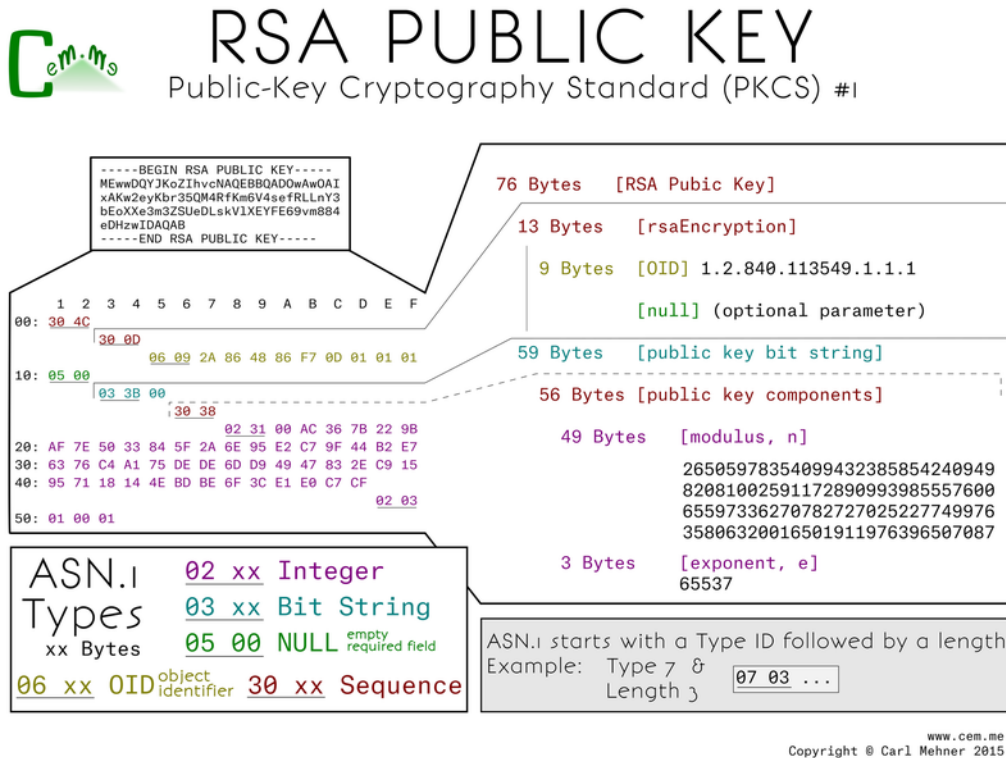 Cem.me
RSA PUBLIC KEY
Public-Key Cryptography Standard (PKCS) #1
-----BEGIN RSA PUBLIC KEY-----
MEwwDQYJKoZIhvcNAQEBBQADOwAwOAI
xAKw2eyKbr35QM4RfKm6V4sefRLLnY3
bEoXXe3m3ZSUeDLskVlXEYFE69vm884
eDHzwIDAQAB
-----END RSA PUBLIC KEY-----
1 2 3 4 5 6 7 8 9 A B C D E F
00: 30 4C
30 0D
06 09 2A 86 48 86 F7 0D 01 01 01
10: 05 00
03 3B 00
30 38
02 31 00 AC 36 7B 22 9B
20: AF 7E 50 33 84 5F 2A 6E 95 E2 C7 9F 44 B2 E7
30: 63 76 C4 A1 75 DE DE 6D D9 49 47 83 2E C9 15
40: 95 71 18 14 4E BD BE 6F 3C E1 E0 C7 CF
02 03
50: 01 00 01
76 Bytes [RSA Pubic Key]
13 Bytes [rsaEncryption]
9 Bytes [OID] 1.2.840.113549.1.1.1
[null] (optional parameter)
59 Bytes [public key bit string]
56 Bytes [public key components]
49 Bytes [modulus, n]
26505978354099432385854240949
82081002591172890993985557600
65597336270782727025227749976
35806320016501911976396507087
3 Bytes [exponent, e]
65537
ASN.1
Types
xx Bytes
02 xx Integer
03 xx Bit String
05 00 NULL empty required field
06 xx OID object identifier 30 xx Sequence
ASN.1 starts with a Type ID followed by a length
Example: Type 7 &
Length 3
07 03 ...
www.cem.me
Copyright © Carl Mehner 2015